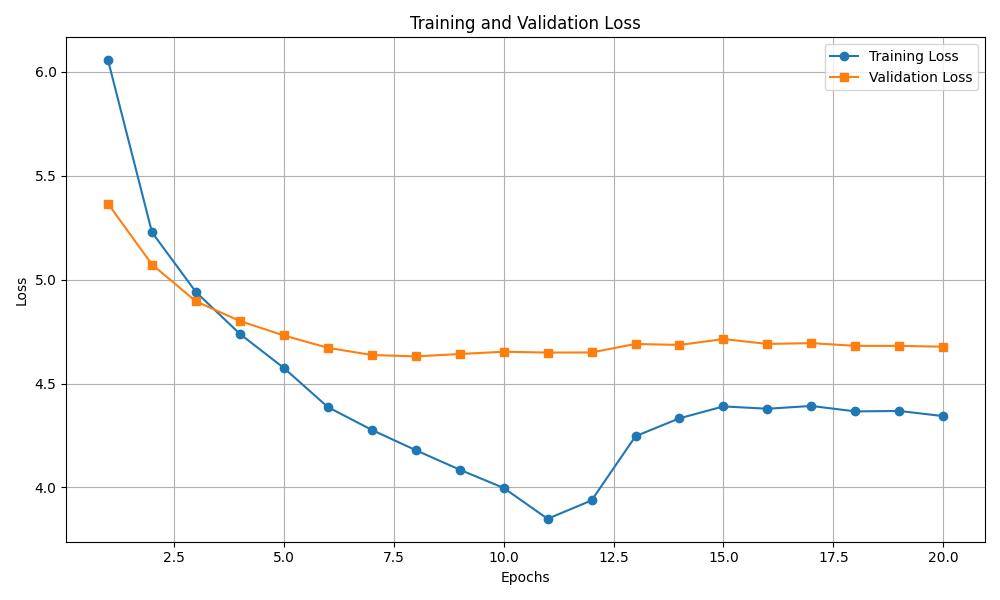 Training and Validation Loss
Training Loss
Validation Loss
6.0
5.5
5.0
4.5
4.0
Loss
2.5 5.0 7.5 10.0 12.5 15.0 17.5 20.0
Epochs